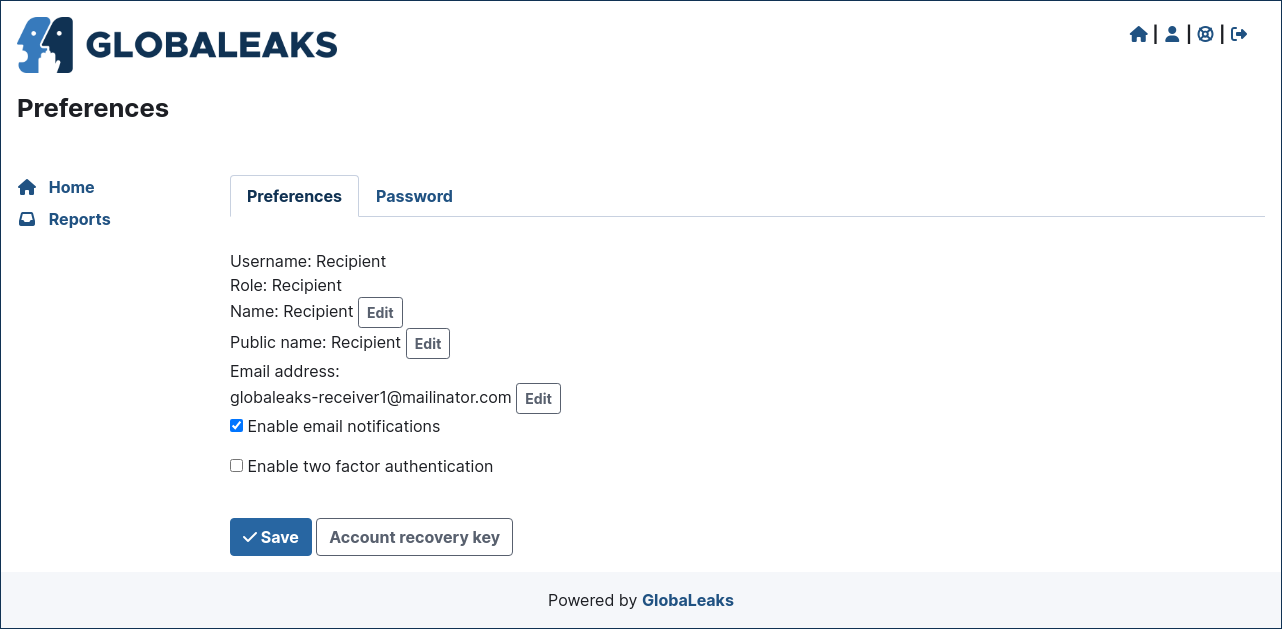 GLOBALEAKS
Preferences
Home
Reports
Preferences
Password
Username: Recipient
Role: Recipient
Name: Recipient Edit
Public name: Recipient Edit
Email address:
globaleaks-receiver1@mailinator.com Edit
Enable email notifications
Enable two factor authentication
Save
Account recovery key
Powered by GlobaLeaks